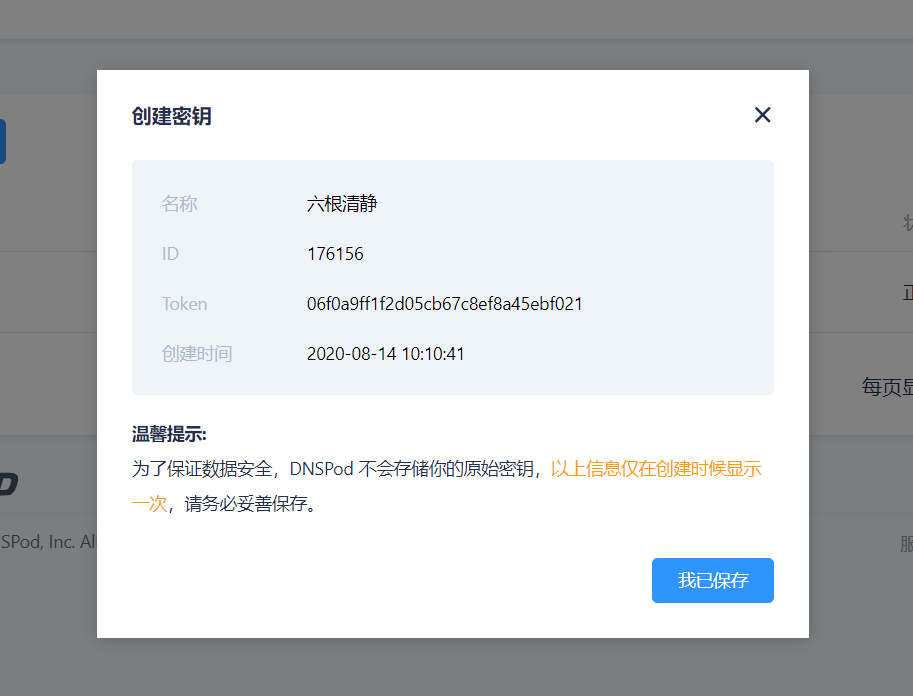 创建密钥
名称 六根清静
ID 176156
Token 06f0a9ff1f2d05cb67c8ef8a45ebf021
创建时间 2020-08-14 10:10:41
每页显
温馨提示:
为了保证数据安全，DNSPod 不会存储你的原始密钥，以上信息仅在创建时候显示
一次，请务必妥善保存。
SPod, Inc. Al
服
我已保存